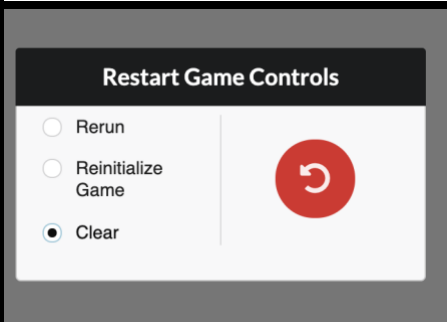 Restart Game Controls
Rerun
Reinitialize
Game
Clear